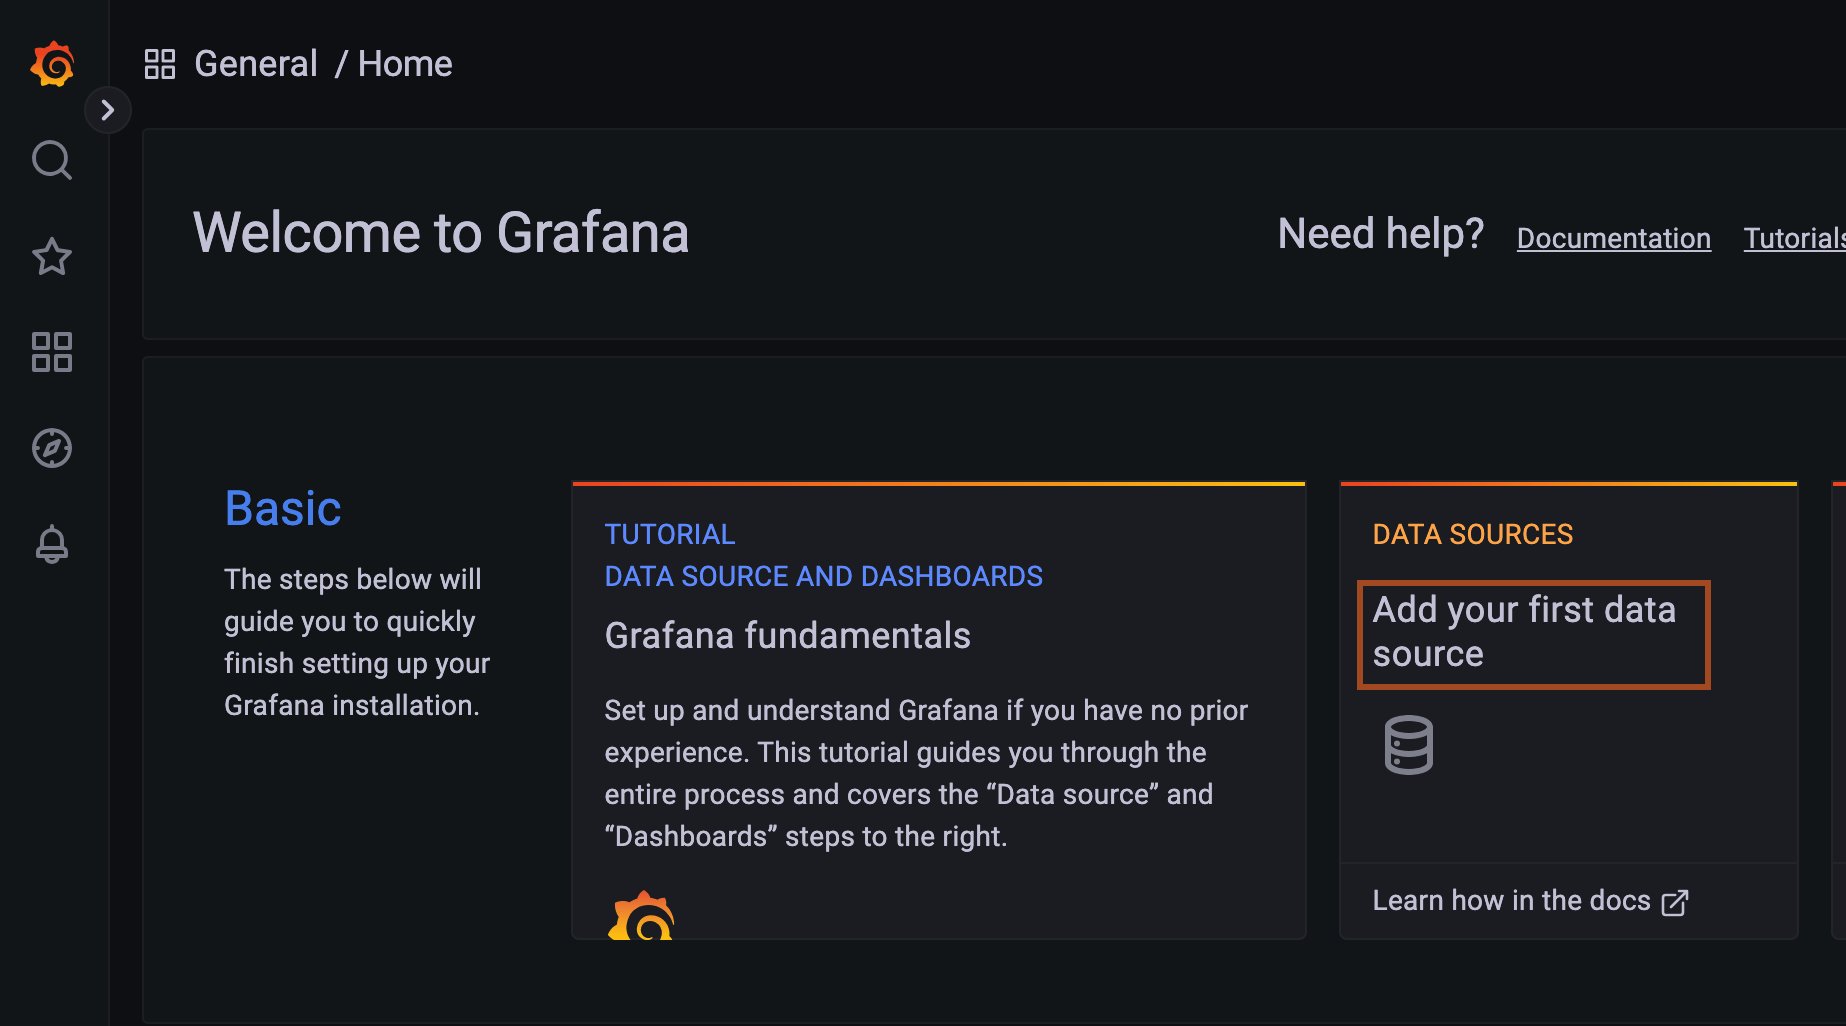 General / Home
Welcome to Grafana
Need help? Documentation Tutorials
Basic
The steps below will
guide you to quickly
finish setting up your
Grafana installation.
TUTORIAL
DATA SOURCE AND DASHBOARDS
Grafana fundamentals
Set up and understand Grafana if you have no prior
experience. This tutorial guides you through the
entire process and covers the “Data source” and
“Dashboards” steps to the right.
DATA SOURCES
Add your first data
source
Learn how in the docs